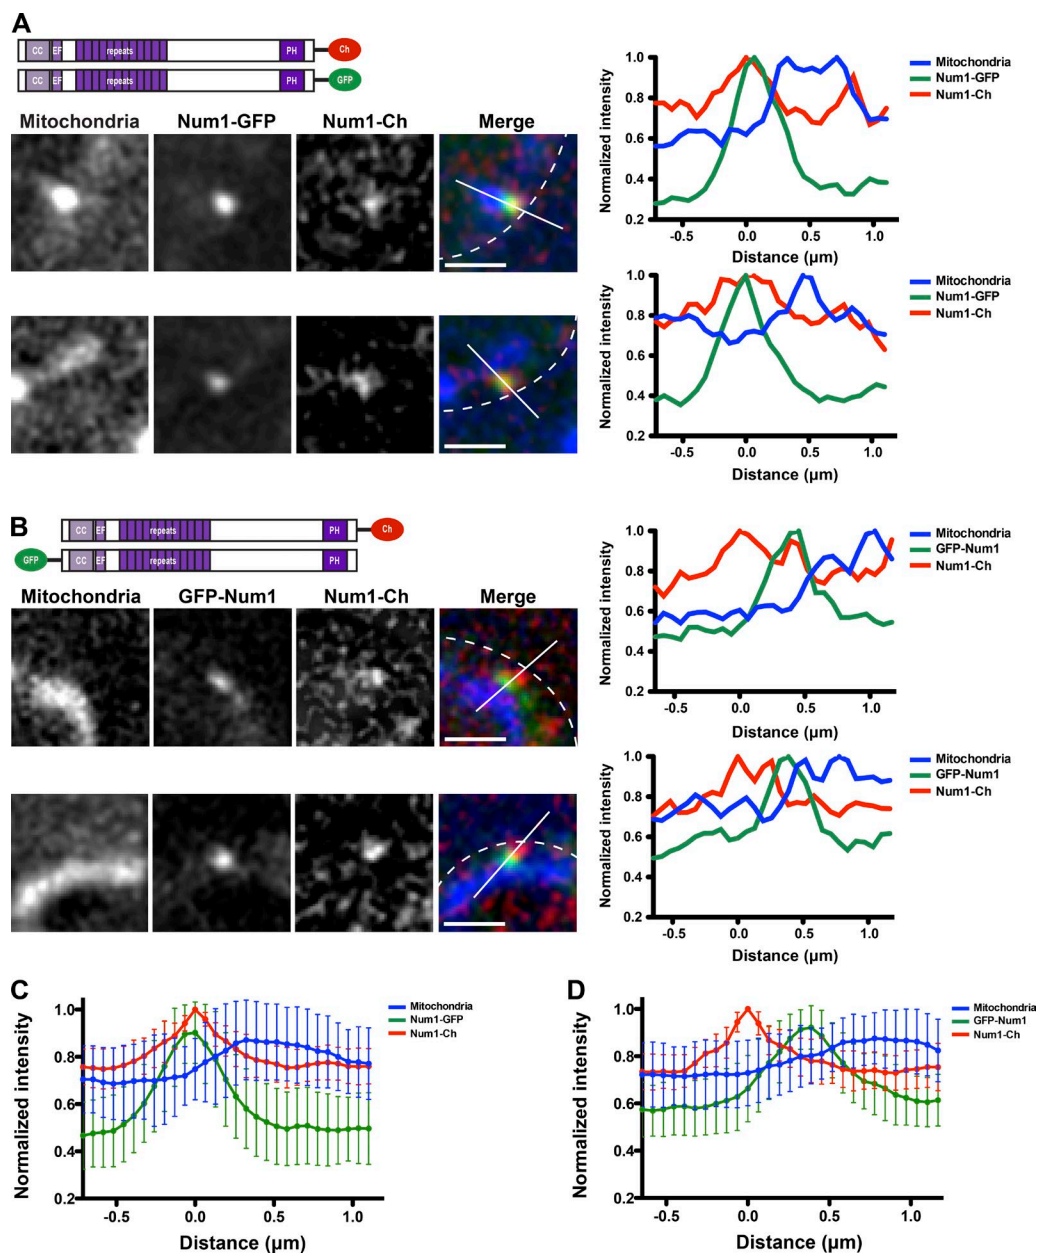 A
CC EF repeats PH Ch
CC EF repeats PH GFP
Mitochondria Num1-GFP Num1-Ch Merge
Normalized intensity
1.0
0.8
0.6
0.4
0.2
-0.5 0.0 0.5 1.0
Distance (µm)
Mitochondria
Num1-GFP
Num1-Ch
Normalized intensity
1.0
0.8
0.6
0.4
0.2
-0.5 0.0 0.5 1.0
Distance (µm)
Mitochondria
Num1-GFP
Num1-Ch
B
CC EF repeats PH Ch
GFP CC EF repeats PH
Mitochondria GFP-Num1 Num1-Ch Merge
Normalized intensity
1.0
0.8
0.6
0.4
0.2
-0.5 0.0 0.5 1.0
Distance (µm)
Mitochondria
GFP-Num1
Num1-Ch
Normalized intensity
1.0
0.8
0.6
0.4
0.2
-0.5 0.0 0.5 1.0
Distance (µm)
Mitochondria
GFP-Num1
Num1-Ch
C
Normalized intensity
1.0
0.8
0.6
0.4
0.2
-0.5 0.0 0.5 1.0
Distance (µm)
Mitochondria
Num1-GFP
Num1-Ch
D
Normalized intensity
1.0
0.8
0.6
0.4
0.2
-0.5 0.0 0.5 1.0
Distance (µm)
Mitochondria
GFP-Num1
Num1-Ch